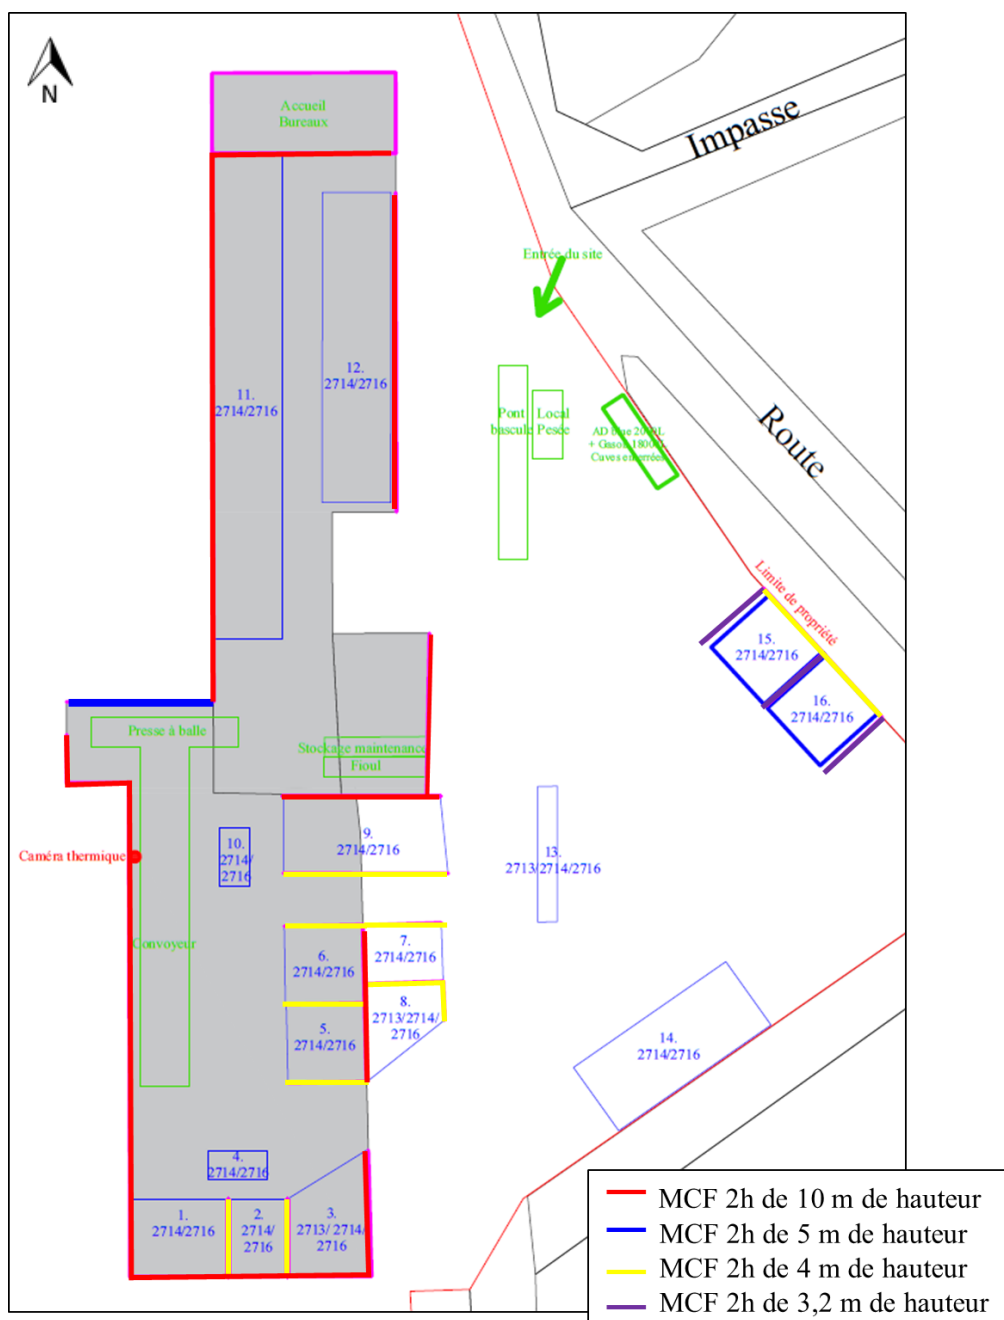 N
Accueil
Bureaux
Impasse
Entrée du site
12.
2714/2716
11.
2714/2716
Pont
bascule
Local
Pesée
+ Gasoil
Cuves enterrées
Route
Limite de propriété
15.
2714/2716
16.
2714/2716
Presse à balle
Stockage maintenance
Fioul
9.
2714/2716
10.
2714/
2716
Caméra thermique
13.
2713/2714/2716
Convoyeur
6.
2714/2716
7.
2714/2716
8.
2713/2714/
2716
5.
2714/2716
14.
2714/2716
4.
2714/2716
1.
2714/2716
2.
2714/
2716
3.
2713/ 2714/
2716
MCF 2h de 10 m de hauteur
MCF 2h de 5 m de hauteur
MCF 2h de 4 m de hauteur
MCF 2h de 3,2 m de hauteur